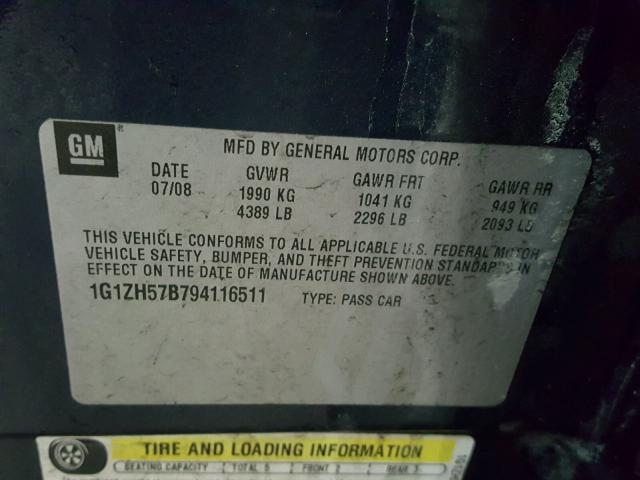 GM
®
MFD BY GENERAL MOTORS CORP.
DATE GVWR GAWR FRT GAWR RR
07/08 1990 KG 1041 KG 949 KG
4389 LB 2296 LB 2093 LB
THIS VEHICLE CONFORMS TO ALL APPLICABLE U.S. FEDERAL MOTOR
VEHICLE SAFETY, BUMPER, AND THEFT PREVENTION STANDARDS IN
EFFECT ON THE DATE OF MANUFACTURE SHOWN ABOVE.
1G1ZH57B794116511 TYPE: PASS CAR
TIRE AND LOADING INFORMATION
SEATING CAPACITY TOTAL 5 FRONT 2 REAR 3